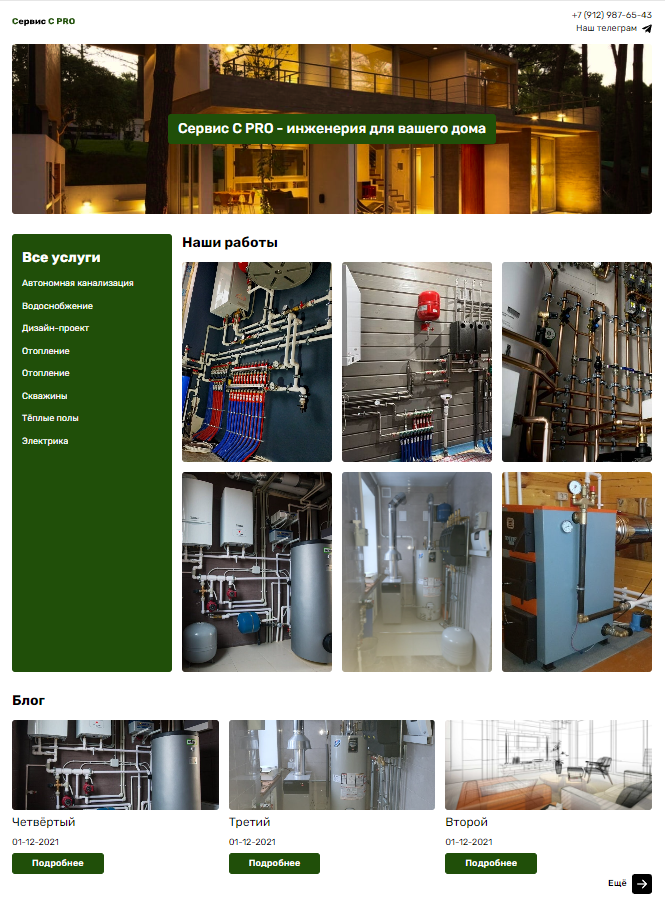 Сервис С PRO
+7 (912) 987-65-43
Наш телеграм
Сервис С PRO - инженерия для вашего дома
Все услуги
Автономная канализация
Водоснобжение
Дизайн-проект
Отопление
Отопление
Скважины
Тёплые полы
Электрика
Наши работы
Блог
Четвёртый
01-12-2021
Подробнее
Третий
01-12-2021
Подробнее
Второй
01-12-2021
Подробнее
Ещё